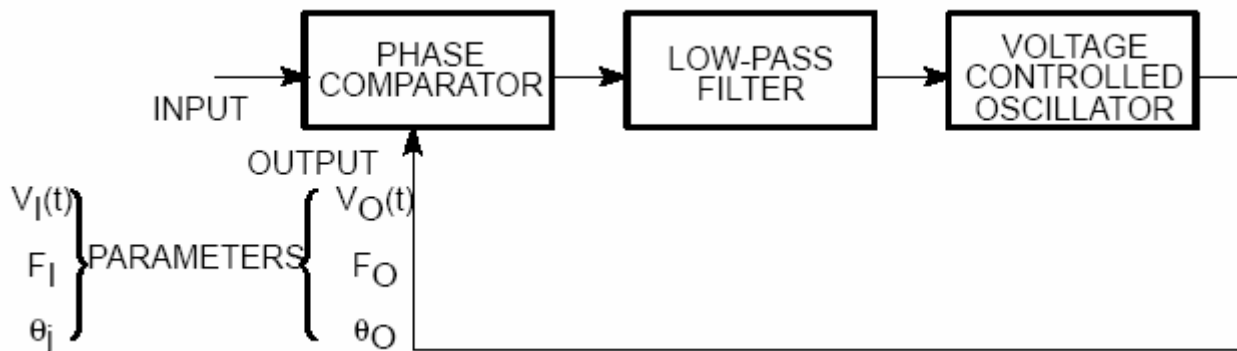 PHASE
COMPARATOR
LOW-PASS
FILTER
VOLTAGE
CONTROLLED
OSCILLATOR
INPUT
OUTPUT
VI(t)
FI
θi
PARAMETERS
VO(t)
FO
θO